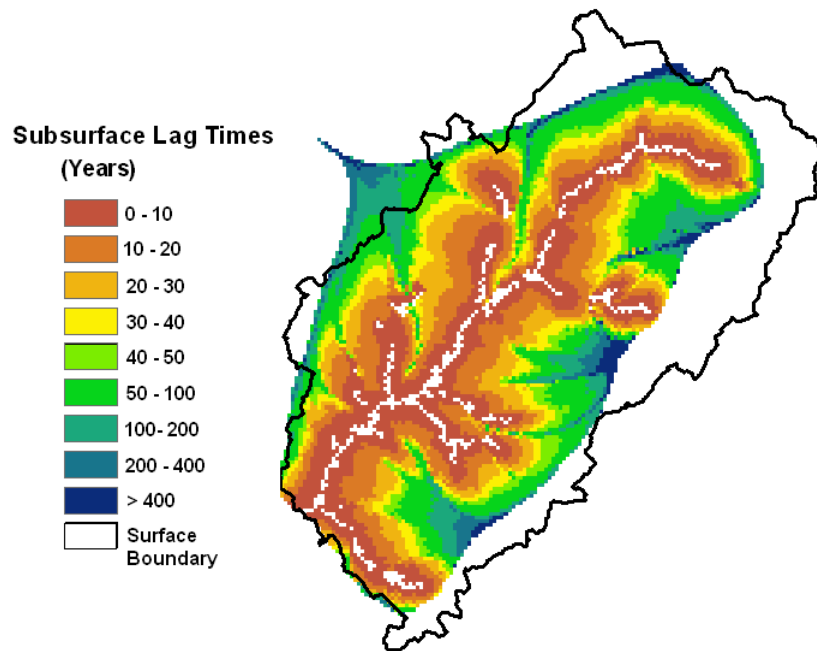 Subsurface Lag Times
(Years)
0 - 10
10 - 20
20 - 30
30 - 40
40 - 50
50 - 100
100- 200
200 - 400
> 400
Surface
Boundary